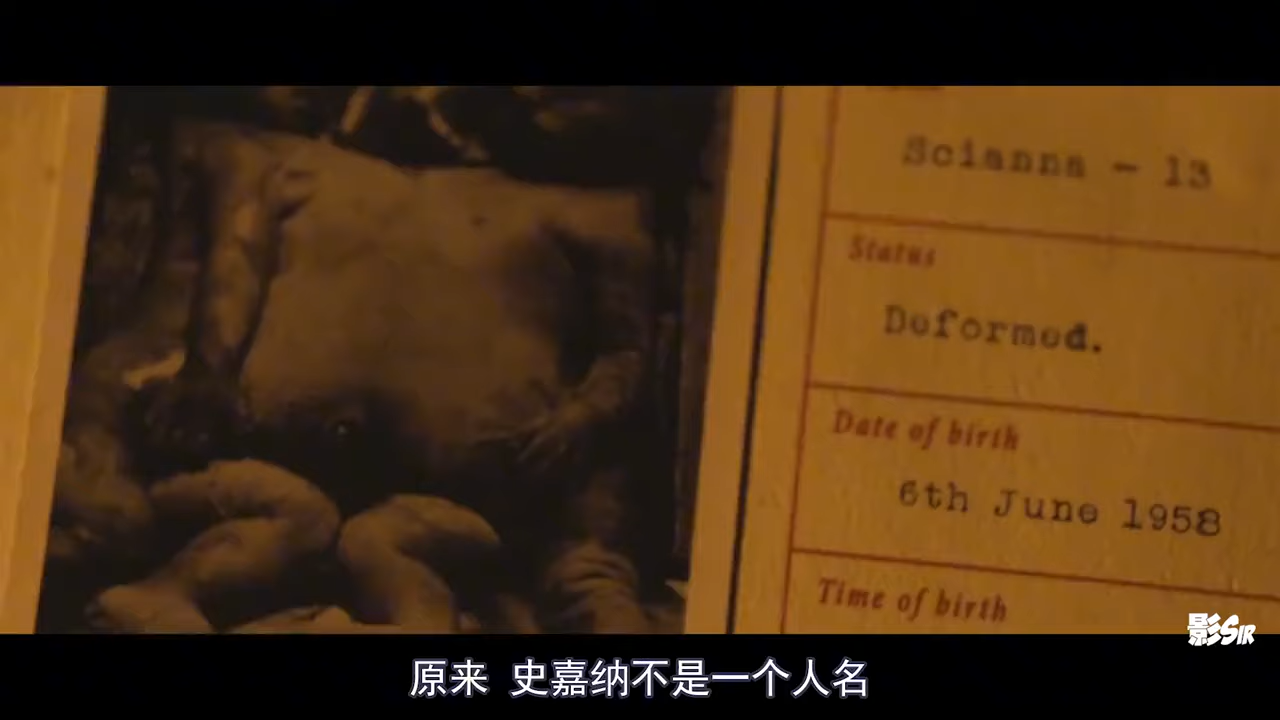 Scianna - 13
Status
Deformed.
Date of birth
6th June 1958
Time of birth
影SIR
原来 史嘉纳不是一个人名